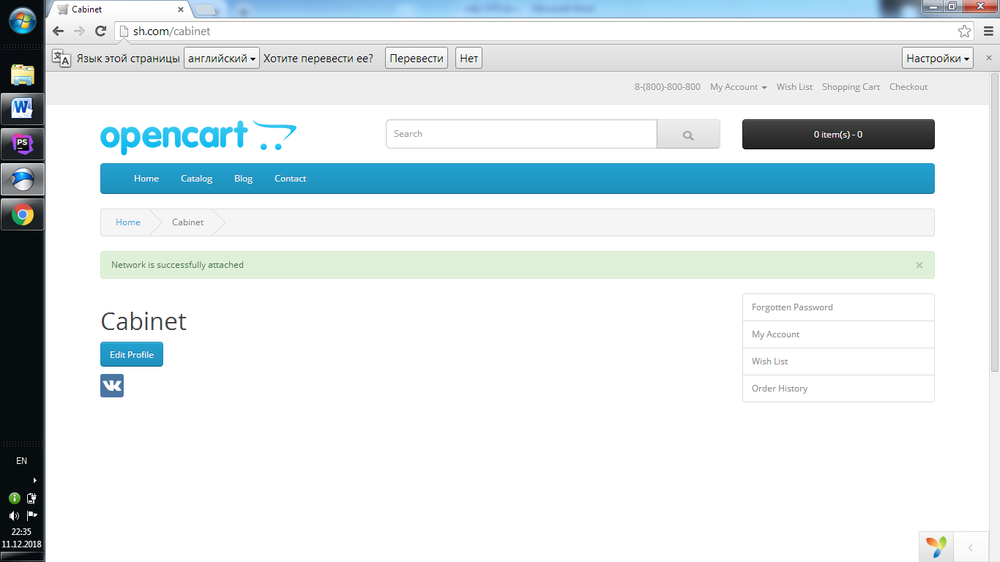 Cabinet
sh.com/cabinet
Язык этой страницы английский Хотите перевести ее? Перевести Нет Настройки
8-(800)-800-800 My Account Wish List Shopping Cart Checkout
opencart Search 0 item(s) - 0
Home Catalog Blog Contact
Home Cabinet
Network is successfully attached ×
Cabinet
Edit Profile
Forgotten Password
My Account
Wish List
Order History
W
PS
EN
22:35
11.12.2018